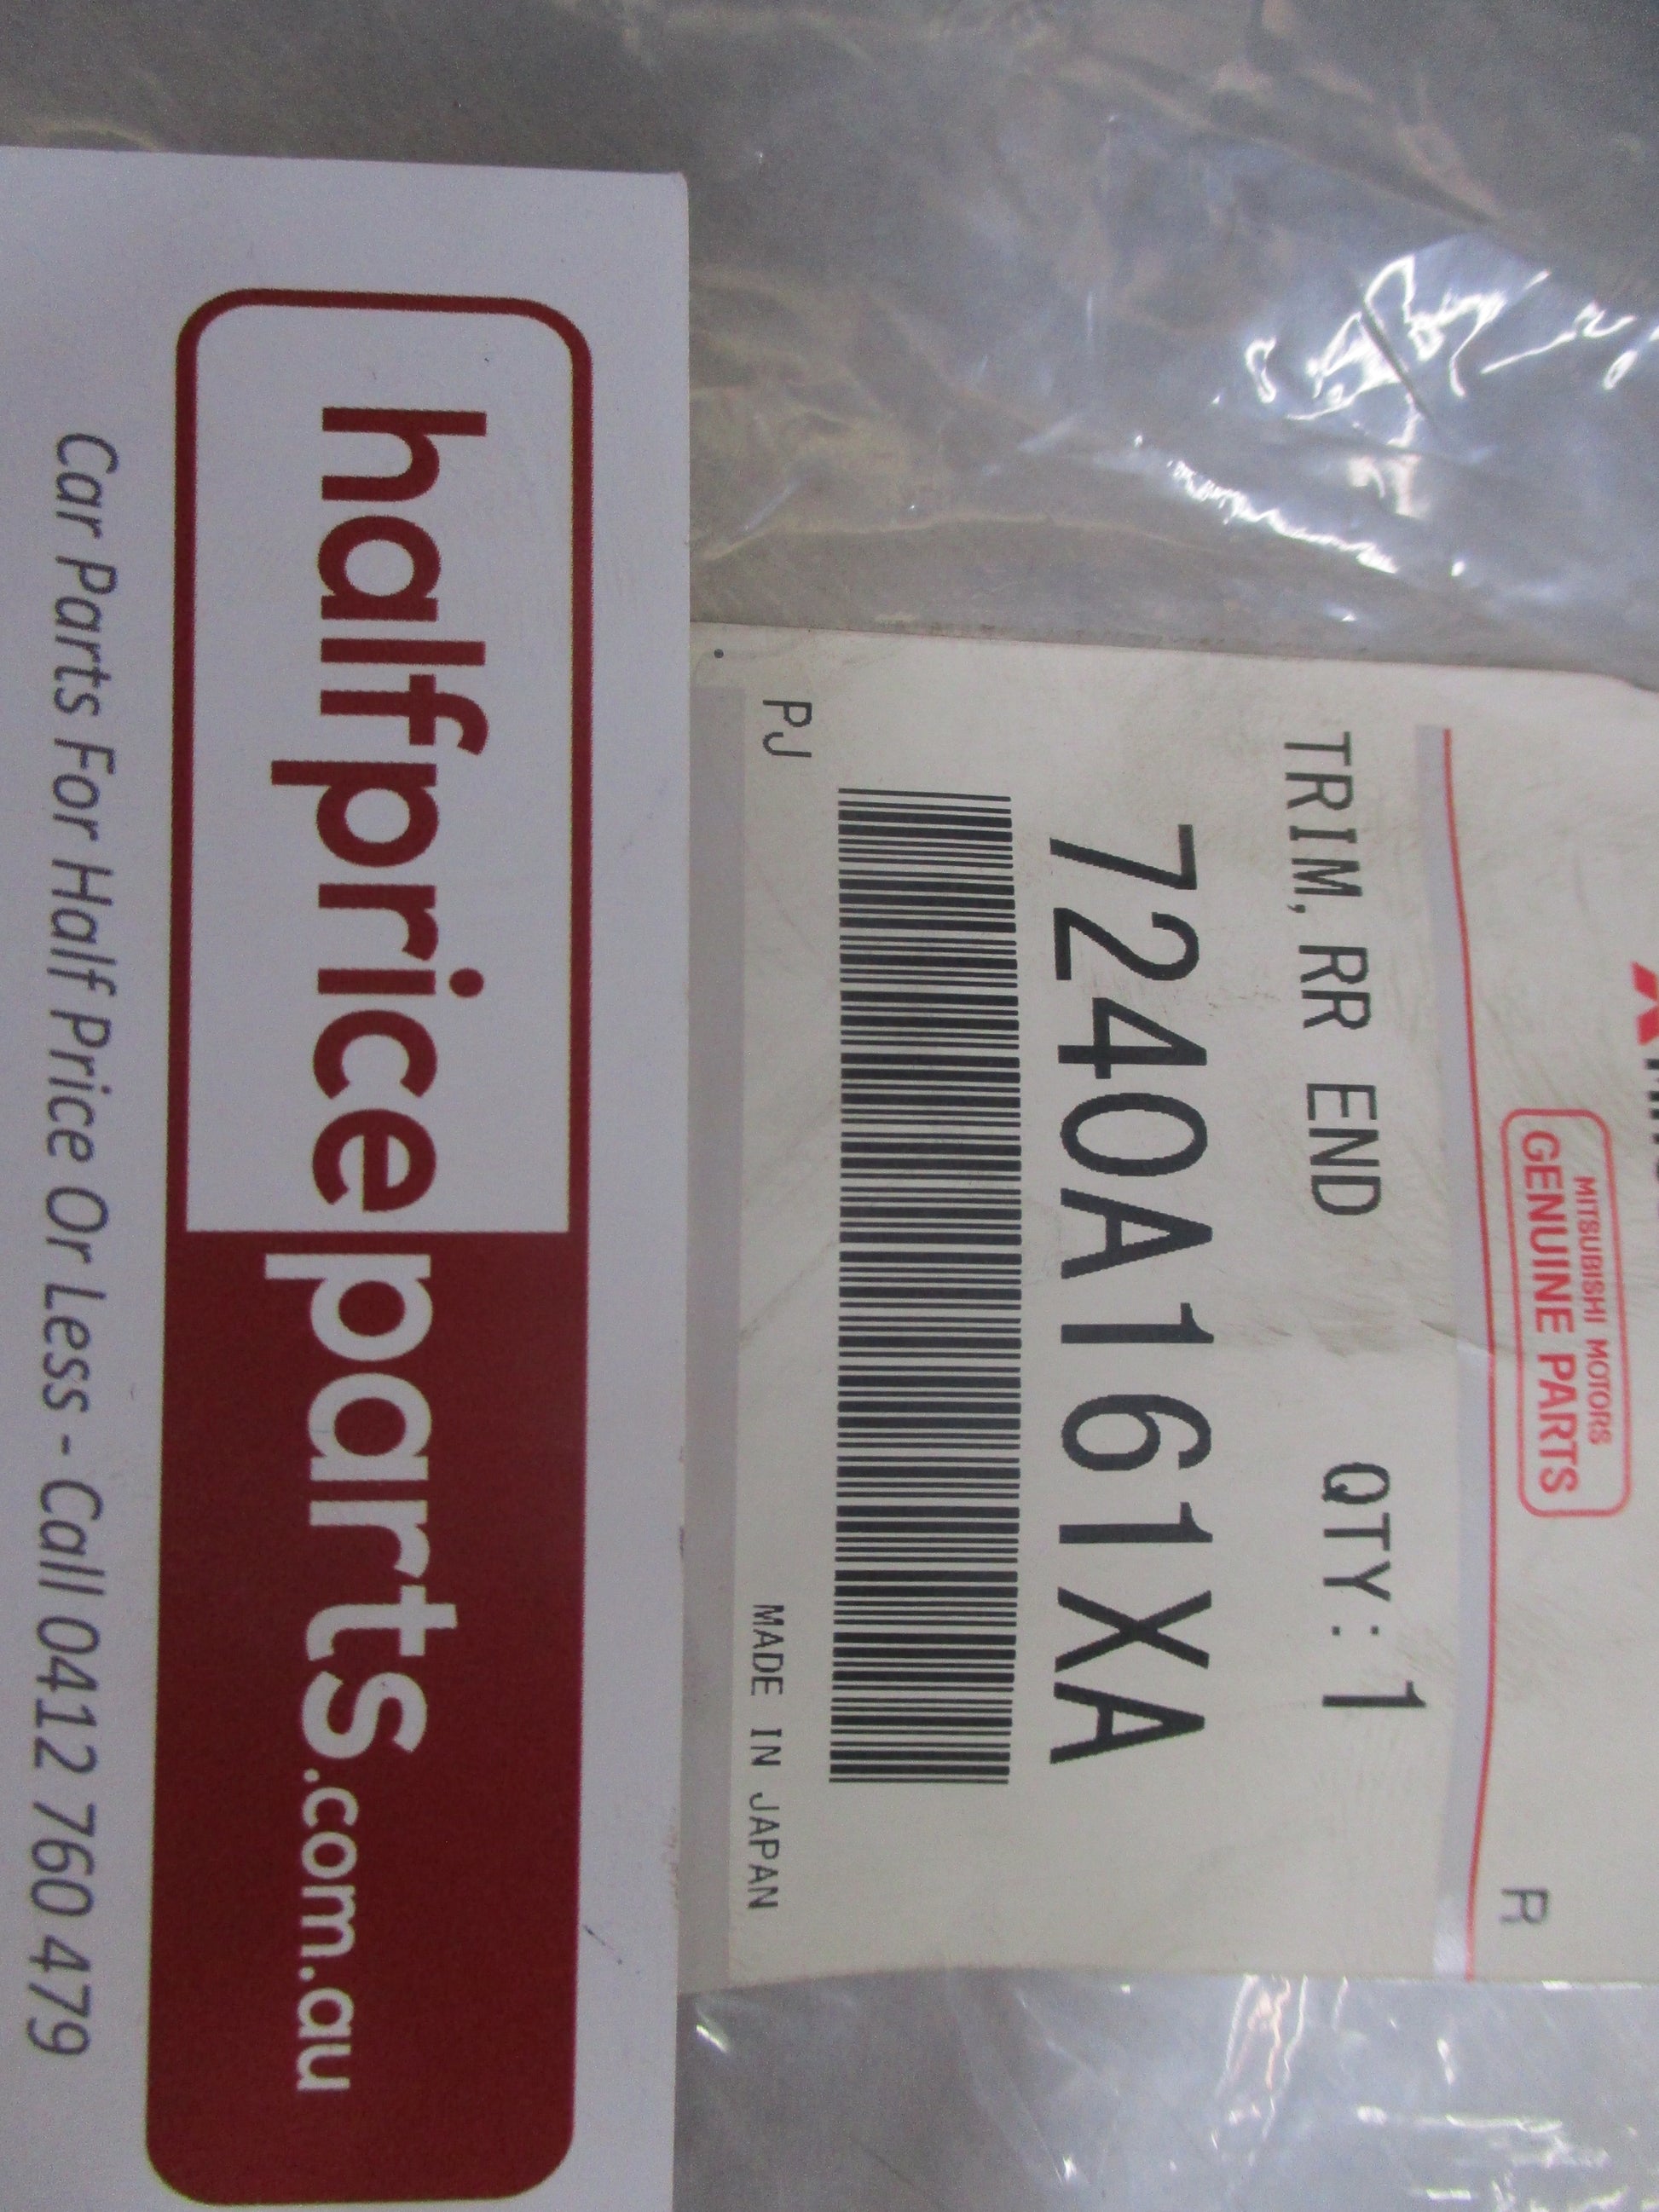 MITSUBISHI MOTORS
GENUINE PARTS
R
TRIM, RR END QTY: 1
7240A161XA
PJ MADE IN JAPAN
halfpriceparts.com.au
Car Parts For Half Price Or Less - Call 0412 760 479